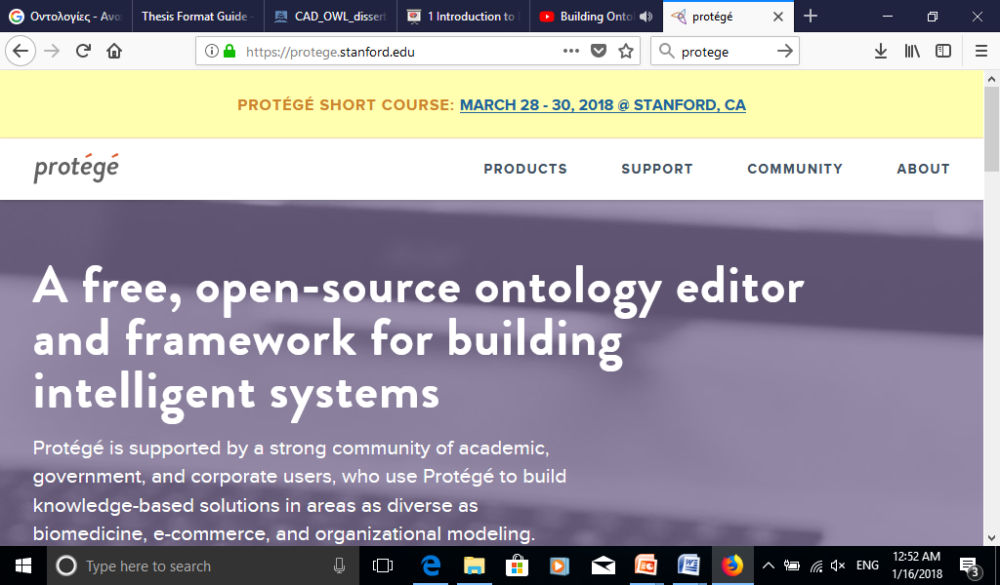 Οντολογίες - Ανα
Thesis Format Guide -
CAD_OWL_dissert
1 Introduction to
Building Onto
protégé
https://protege.stanford.edu
protege
PROTÉGÉ SHORT COURSE: MARCH 28 - 30, 2018 @ STANFORD, CA
protégé
PRODUCTS
SUPPORT
COMMUNITY
ABOUT
A free, open-source ontology editor
and framework for building
intelligent systems
Protégé is supported by a strong community of academic,
government, and corporate users, who use Protégé to build
knowledge-based solutions in areas as diverse as
biomedicine, e-commerce, and organizational modeling.
Type here to search
ENG
12:52 AM
1/16/2018
3